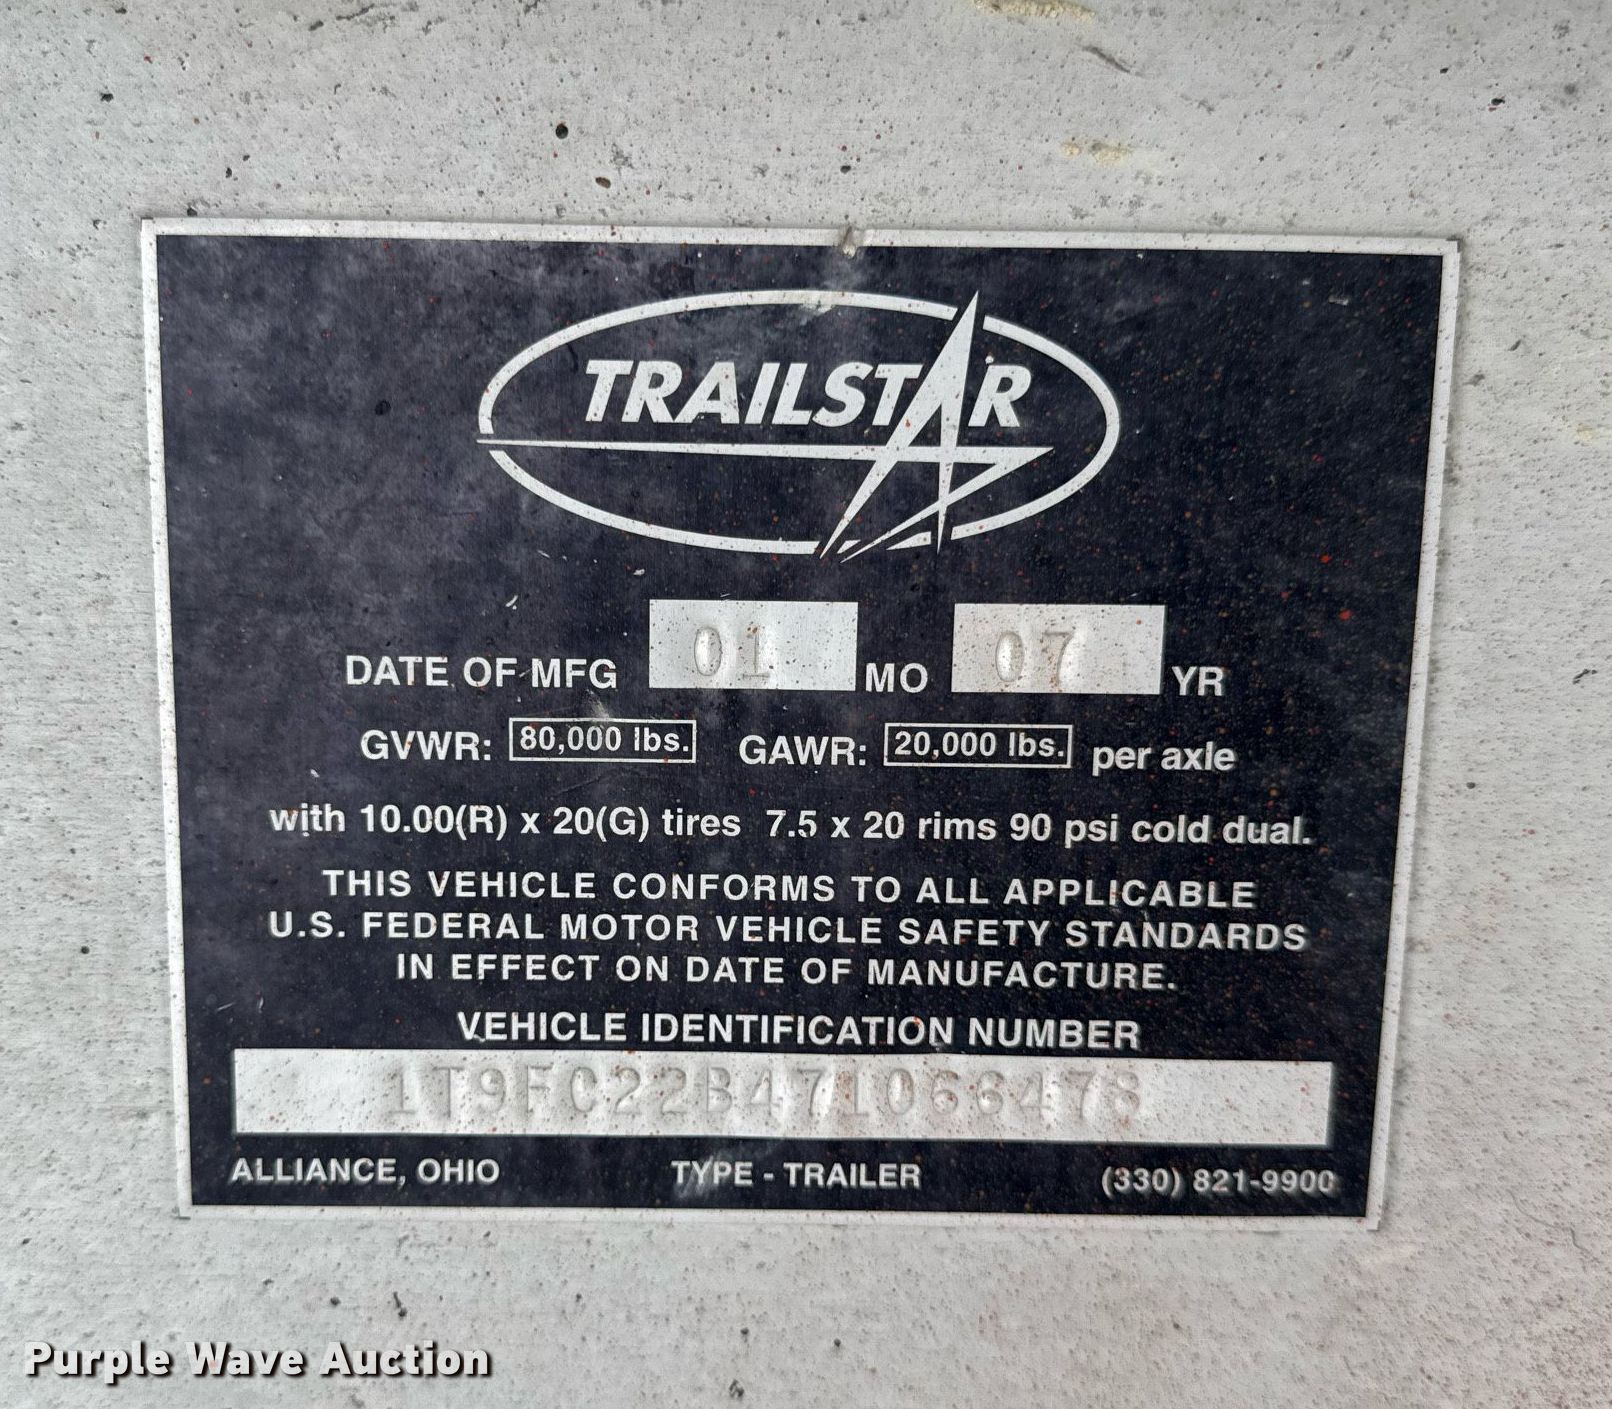 TRAILSTAR
DATE OF MFG 01 MO 07 YR
GVWR: 80,000 lbs. GAWR: 20,000 lbs. per axle
with 10.00(R) x 20(G) tires 7.5 x 20 rims 90 psi cold dual.
THIS VEHICLE CONFORMS TO ALL APPLICABLE
U.S. FEDERAL MOTOR VEHICLE SAFETY STANDARDS
IN EFFECT ON DATE OF MANUFACTURE.
VEHICLE IDENTIFICATION NUMBER
1T9FC22B471066478
ALLIANCE, OHIO TYPE - TRAILER (330) 821-9900
Purple Wave Auction